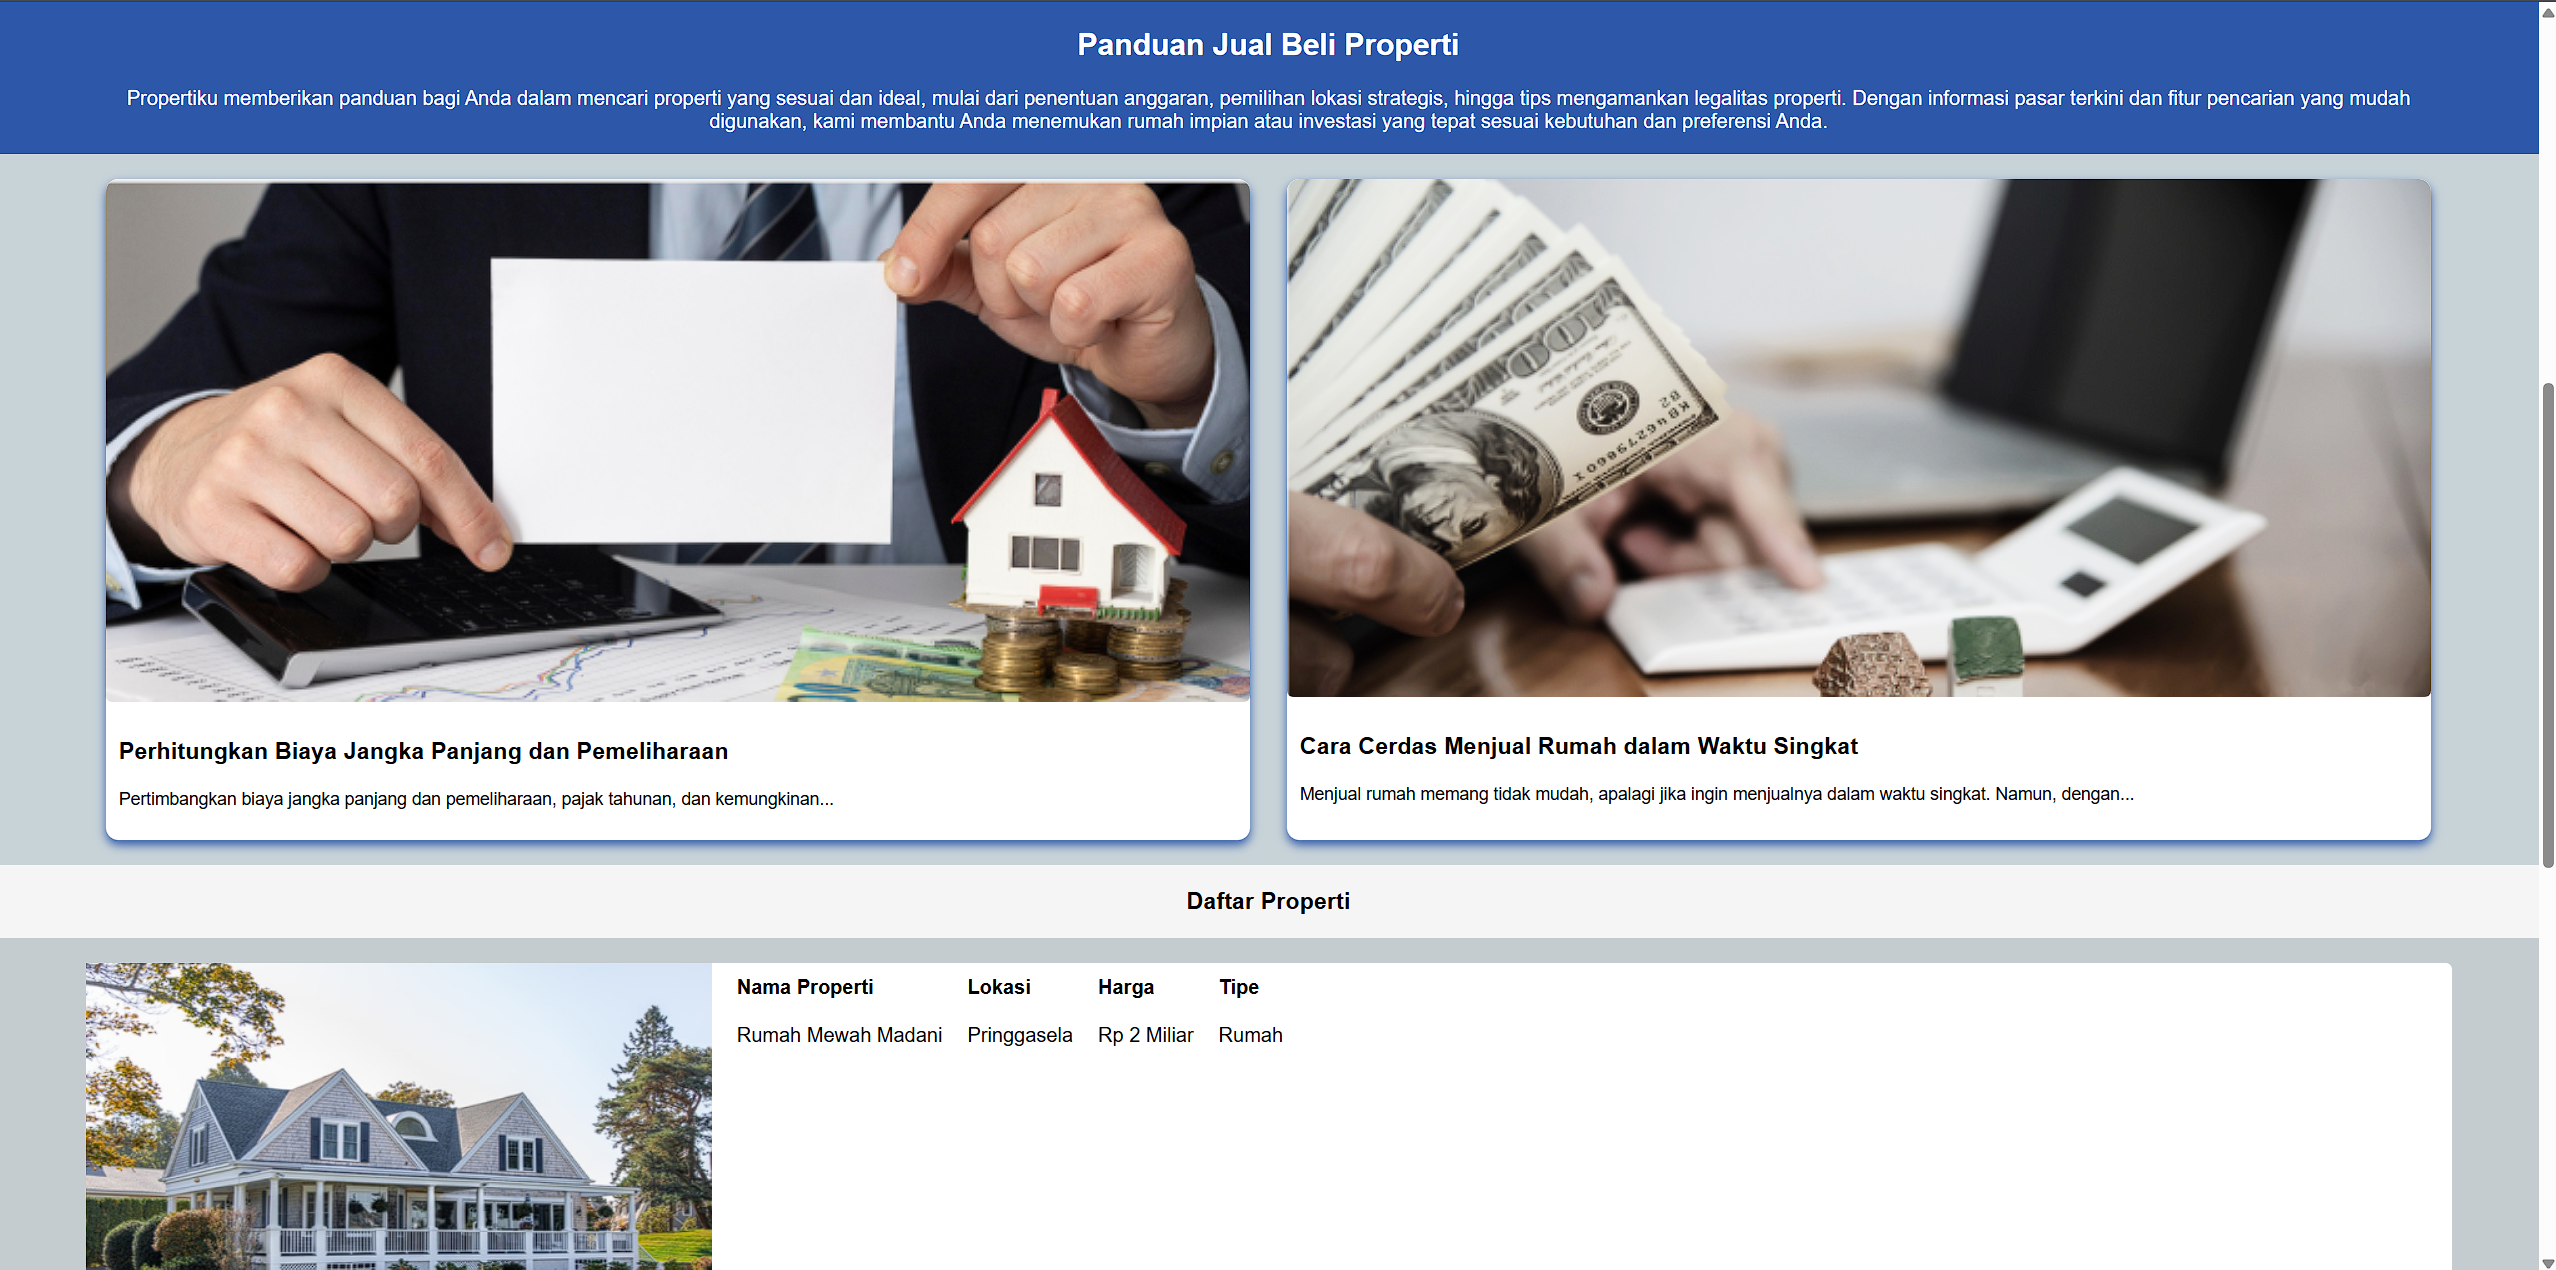 Panduan Jual Beli Properti
Propertiku memberikan panduan bagi Anda dalam mencari properti yang sesuai dan ideal, mulai dari penentuan anggaran, pemilihan lokasi strategis, hingga tips mengamankan legalitas properti. Dengan informasi pasar terkini dan fitur pencarian yang mudah
digunakan, kami membantu Anda menemukan rumah impian atau investasi yang tepat sesuai kebutuhan dan preferensi Anda.
100
B2
KB46279860X
Perhitungkan Biaya Jangka Panjang dan Pemeliharaan
Pertimbangkan biaya jangka panjang dan pemeliharaan, pajak tahunan, dan kemungkinan...
Cara Cerdas Menjual Rumah dalam Waktu Singkat
Menjual rumah memang tidak mudah, apalagi jika ingin menjualnya dalam waktu singkat. Namun, dengan...
Daftar Properti
Nama Properti Lokasi Harga Tipe
Rumah Mewah Madani Pringgasela Rp 2 Miliar Rumah